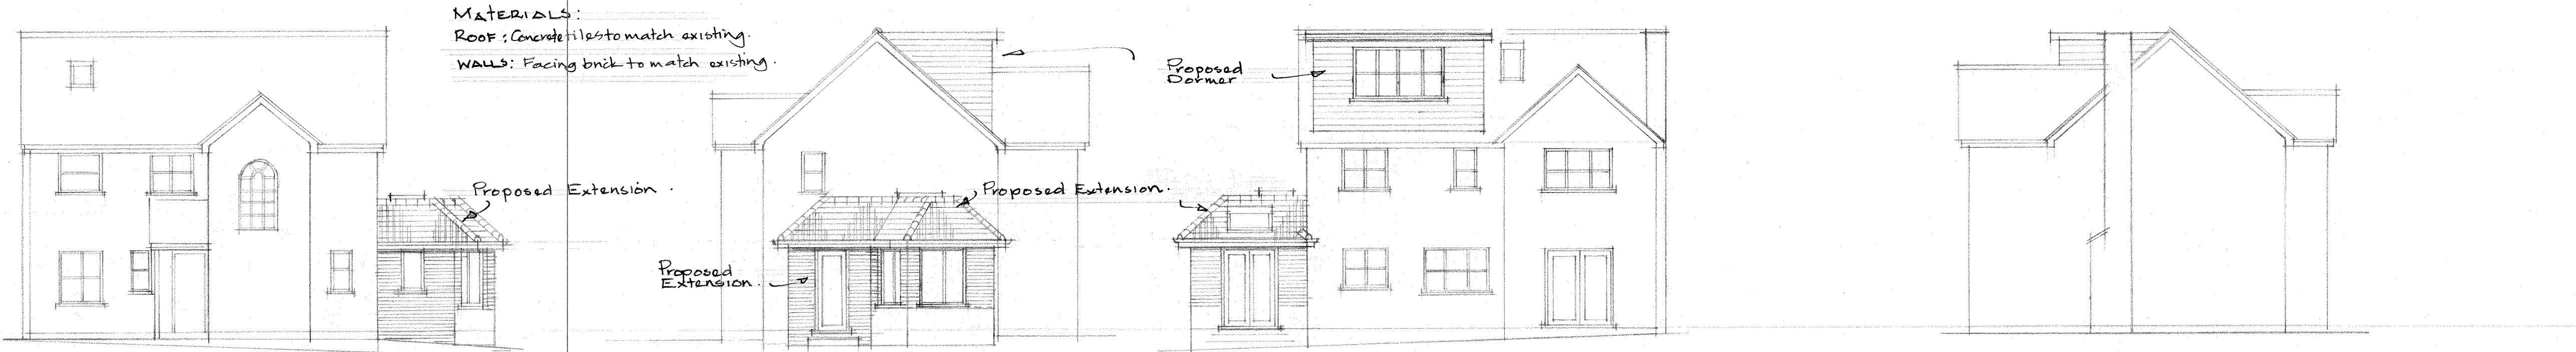 MATERIALS:
ROOF: Concrete tiles to match existing.
WALLS: Facing brick to match existing.
Proposed
Dormer
Proposed Extension.
Proposed Extension.
Proposed
Extension.